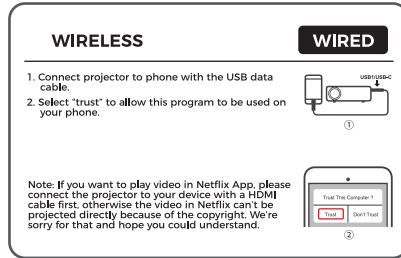 WIRELESS
WIRED
1. Connect projector to phone with the USB data
cable.
2. Select “trust” to allow this program to be used on
your phone.
USB1/USB-C
①
Note: If you want to play video in Netflix App, please
connect the projector to your device with a HDMI
cable first, otherwise the video in Netflix can't be
projected directly because of the copyright. We're
sorry for that and hope you could understand.
Trust This Computer ?
Trust
Don't Trust
②